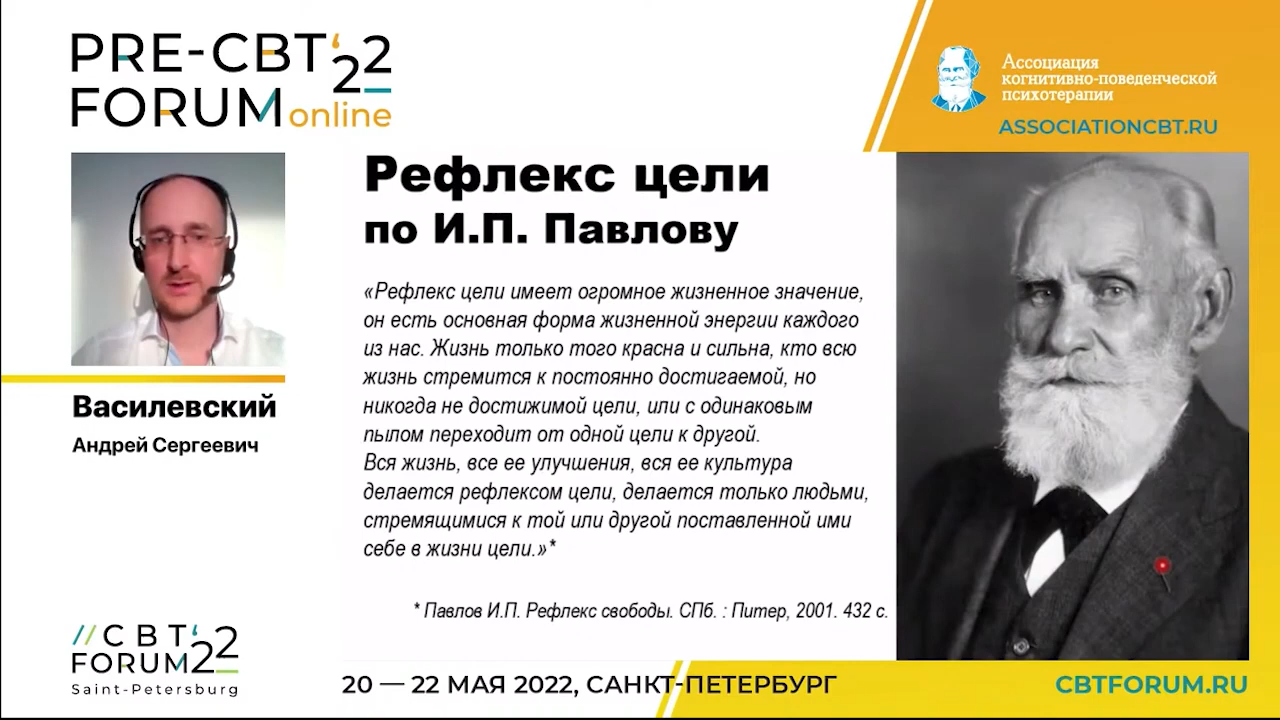 PRE-CBT'22
FORUM online
Ассоциация
когнитивно-поведенческой
психотерапии
ASSOCIATIONCBT.RU
Рефлекс цели
по И.П. Павлову
«Рефлекс цели имеет огромное жизненное значение,
он есть основная форма жизненной энергии каждого
из нас. Жизнь только того красна и сильна, кто всю
жизнь стремится к постоянно достигаемой, но
никогда не достижимой цели, или с одинаковым
пылом переходит от одной цели к другой.
Вся жизнь, все ее улучшения, вся ее культура
делается рефлексом цели, делается только людьми,
стремящимися к той или другой поставленной ими
себе в жизни цели.»*
* Павлов И.П. Рефлекс свободы. СПб. : Питер, 2001. 432 с.
Василевский
Андрей Сергеевич
//CBT'22
FORUM
Saint-Petersburg
20 — 22 МАЯ 2022, САНКТ-ПЕТЕРБУРГ
CBTFORUM.RU